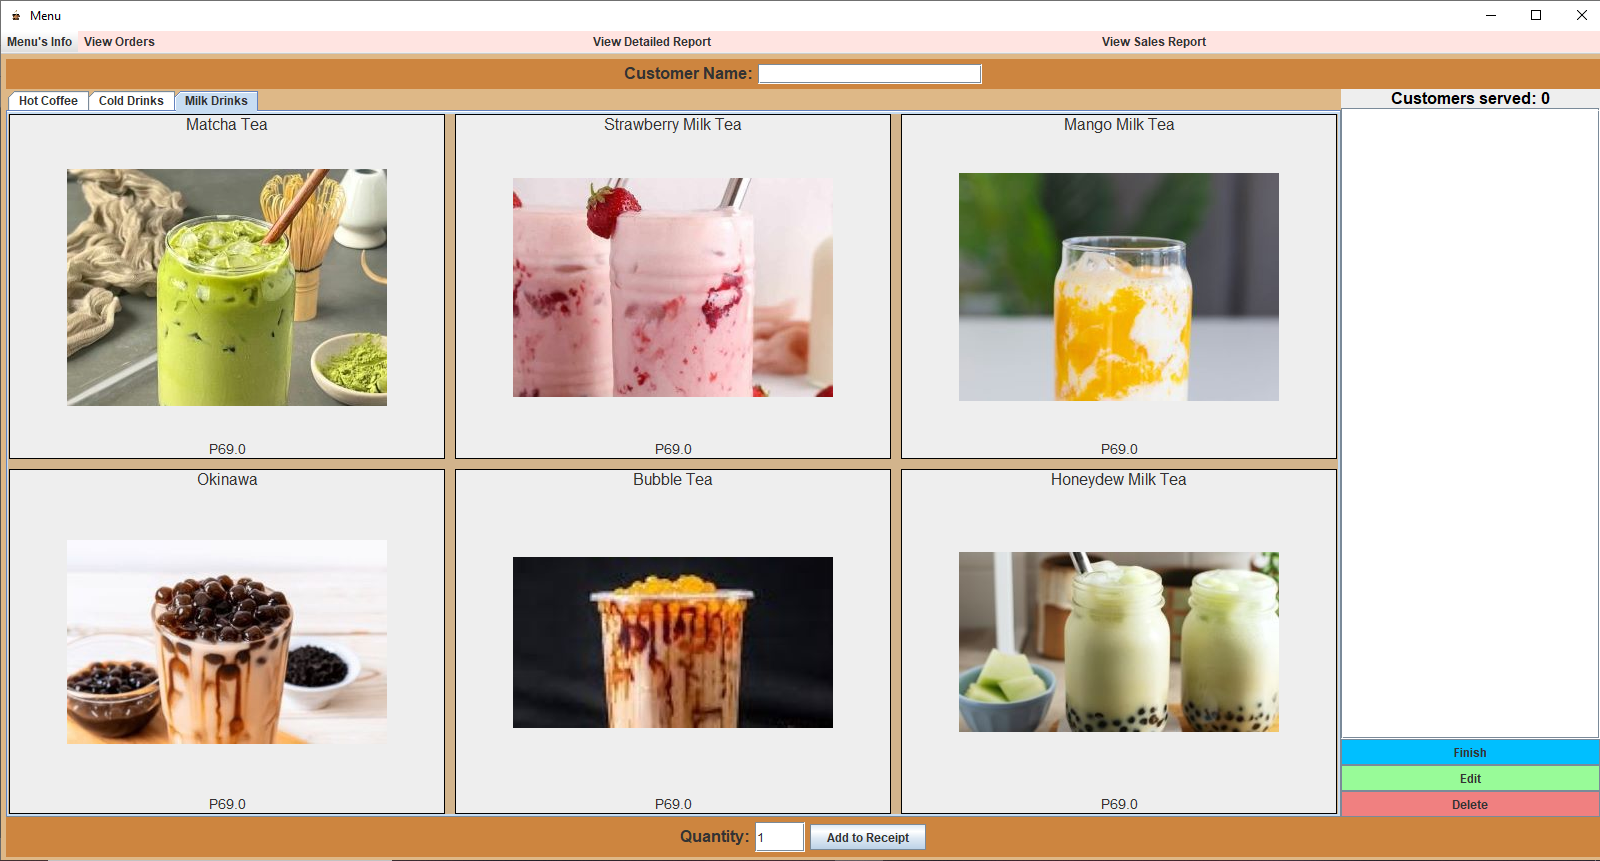 Menu
Menu's Info View Orders View Detailed Report View Sales Report
Customer Name:
Hot Coffee Cold Drinks Milk Drinks
Customers served: 0
Matcha Tea Strawberry Milk Tea Mango Milk Tea
P69.0 P69.0 P69.0
Okinawa Bubble Tea Honeydew Milk Tea
P69.0 P69.0 P69.0
Finish
Edit
Delete
Quantity: 1 Add to Receipt